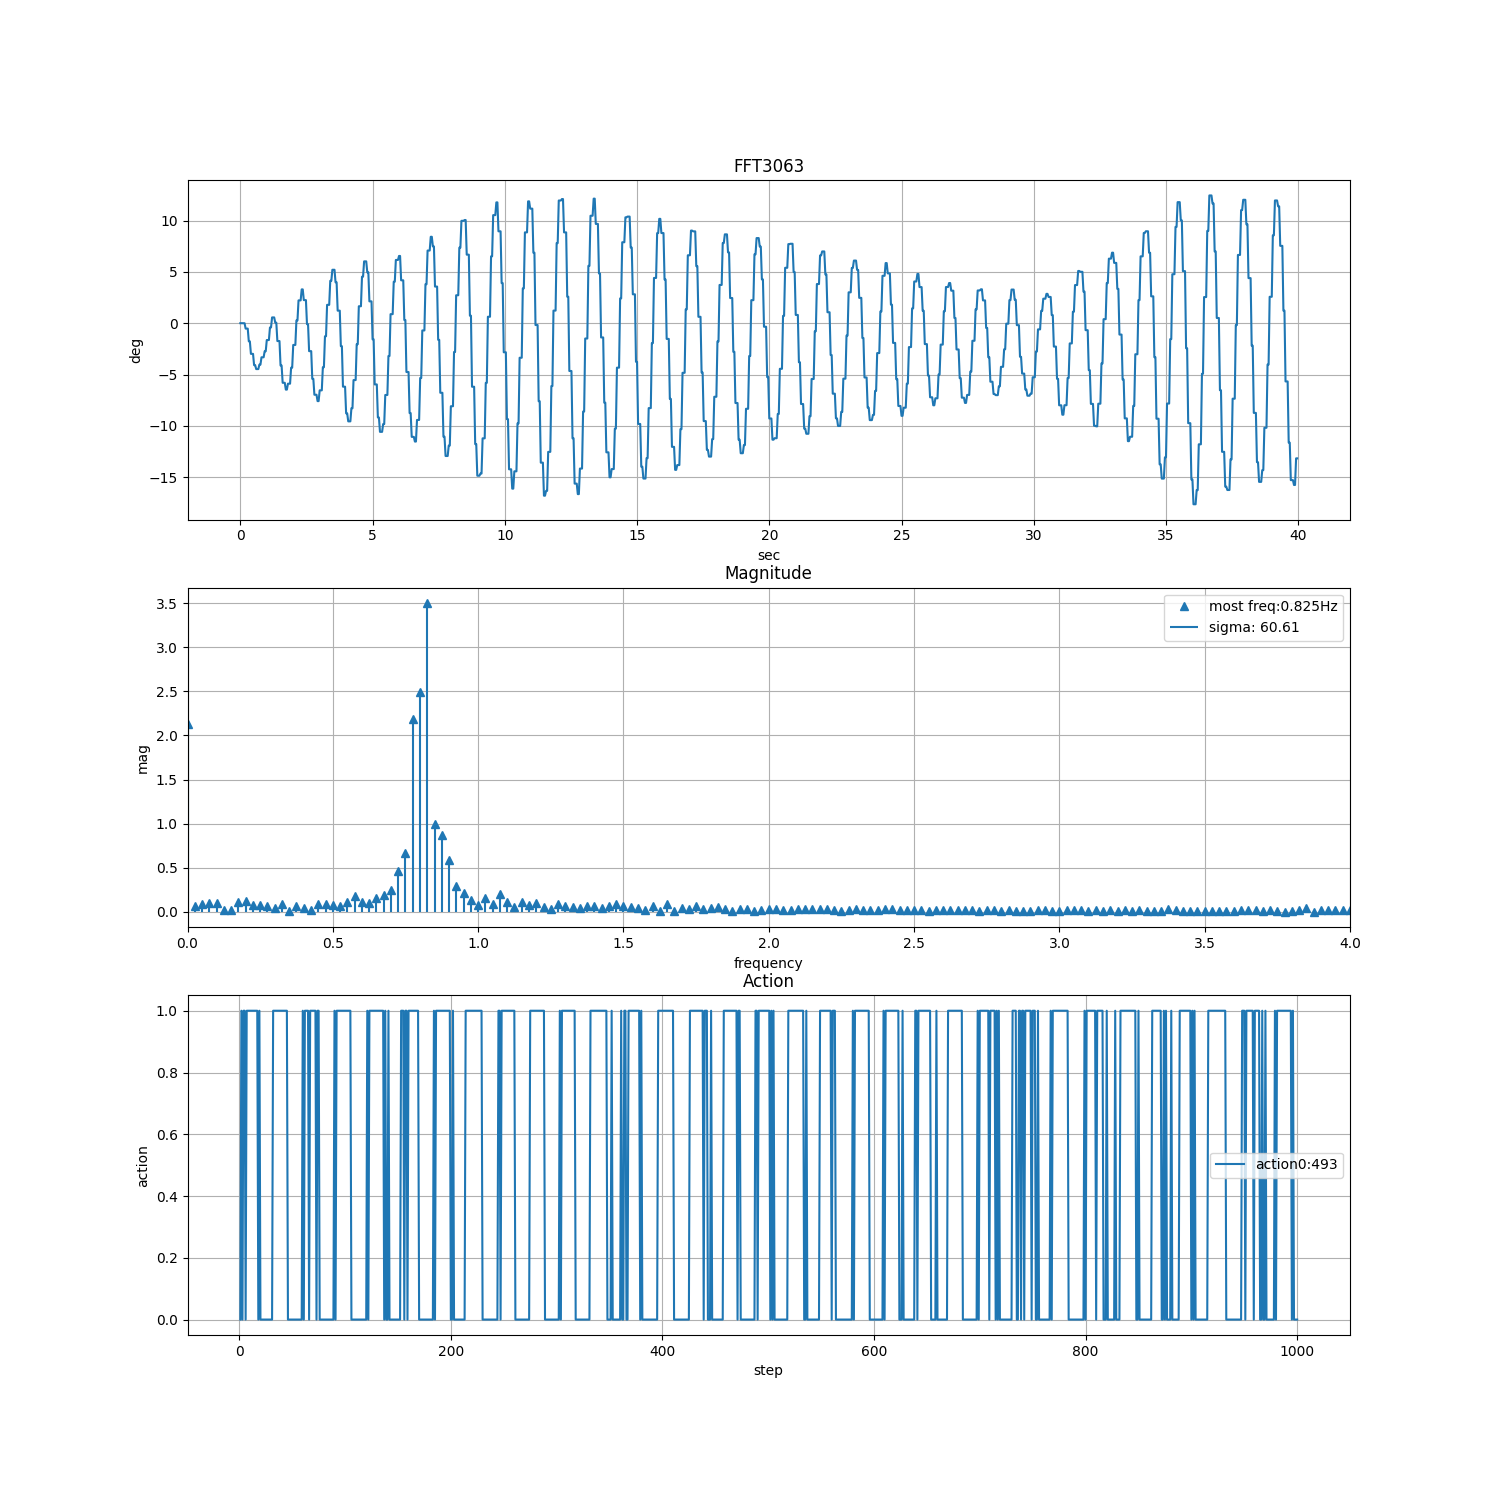 FFT3063
10
5
0
−5
−10
−15
deg
0 5 10 15 20 25 30 35 40
sec
Magnitude
3.5
3.0
2.5
2.0
1.5
1.0
0.5
0.0
mag
most freq:0.825Hz
sigma: 60.61
0.0 0.5 1.0 1.5 2.0 2.5 3.0 3.5 4.0
frequency
Action
1.0
0.8
0.6
0.4
0.2
0.0
action
action0:493
0 200 400 600 800 1000
step